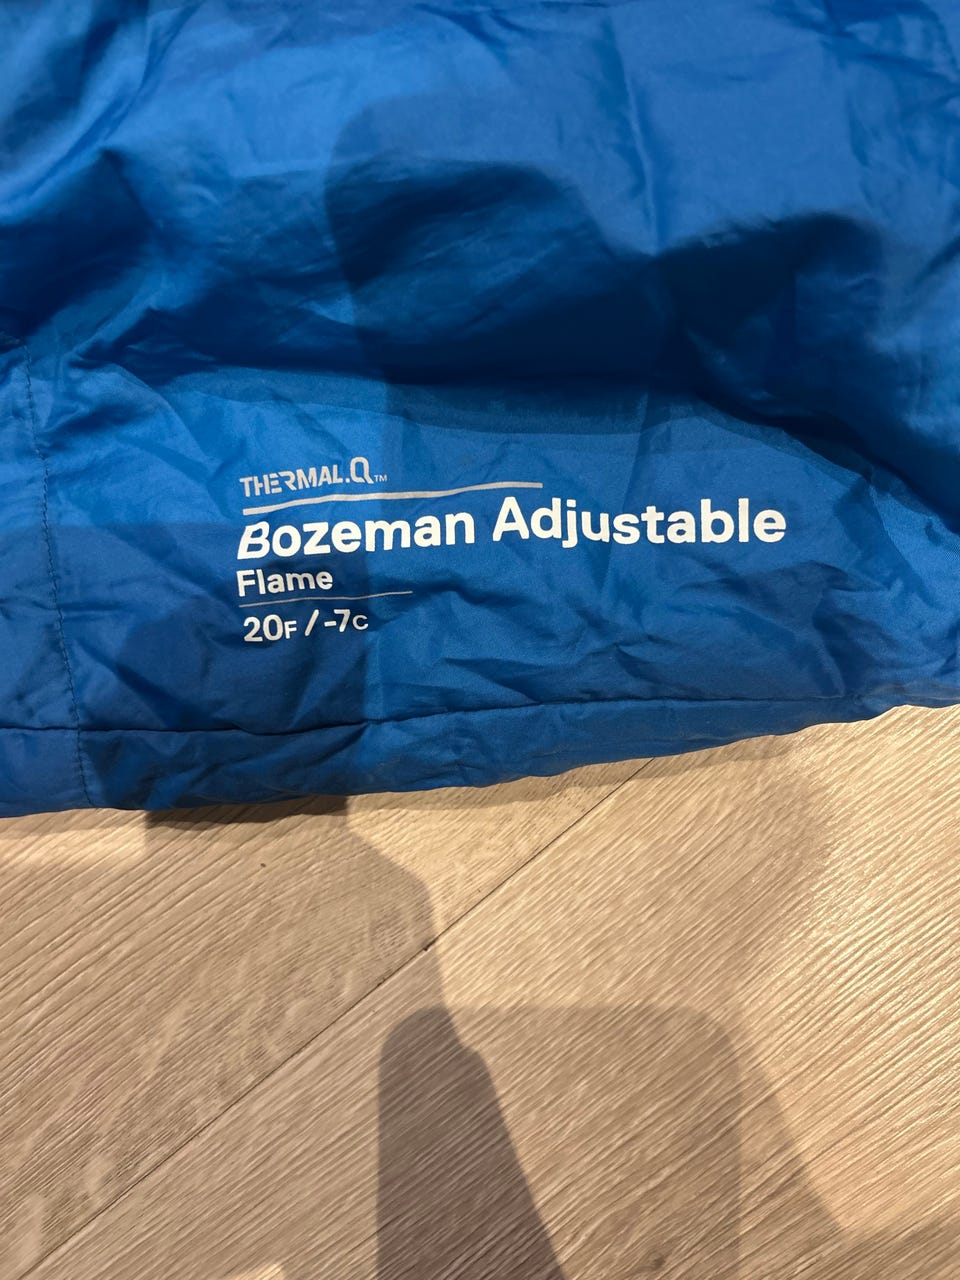 THERMAL.Q™
Bozeman Adjustable
Flame
20F / -7C